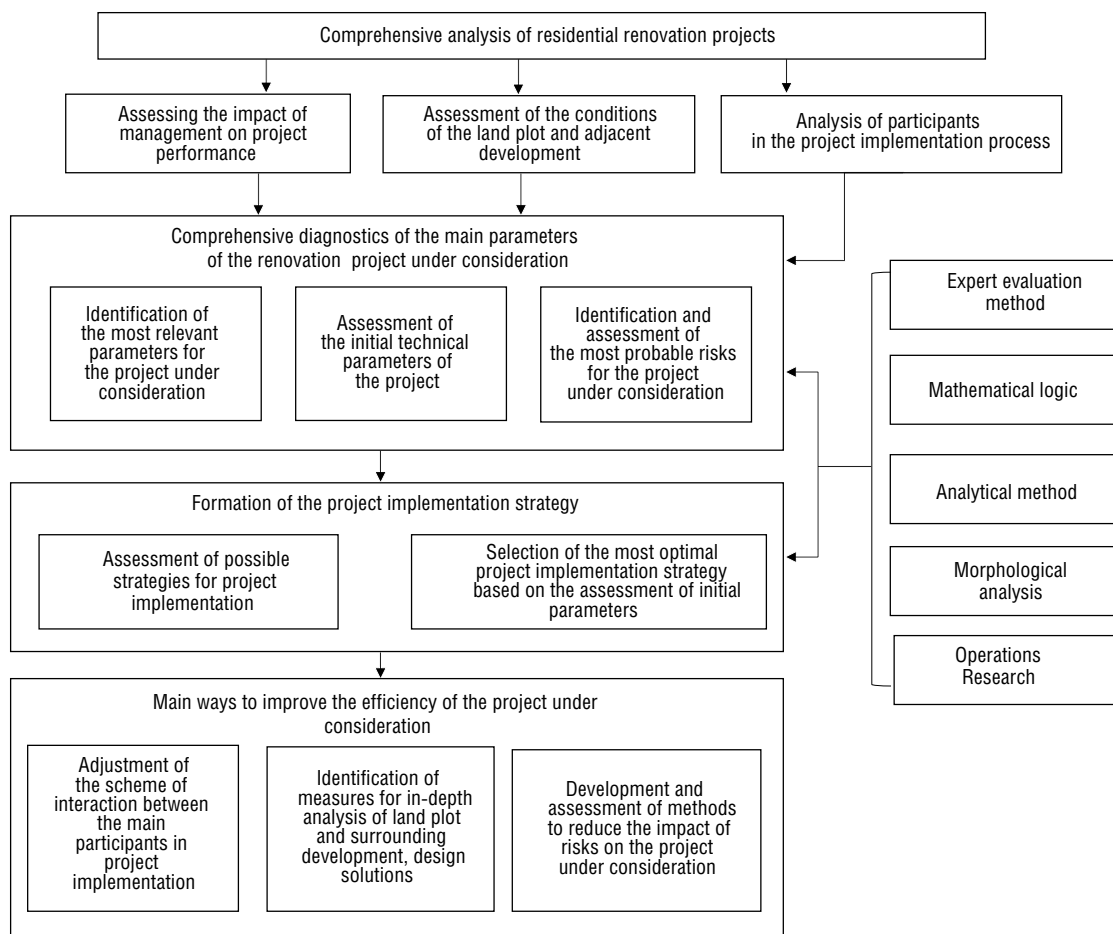 Comprehensive analysis of residential renovation projects
Assessing the impact of
management on project
performance
Assessment of the conditions
of the land plot and adjacent
development
Analysis of participants
in the project implementation process
Comprehensive diagnostics of the main parameters
of the renovation project under consideration
Identification of
the most relevant
parameters for
the project under
consideration
Assessment of
the initial technical
parameters of
the project
Identification and
assessment of
the most probable risks
for the project
under consideration
Expert evaluation
method
Mathematical logic
Analytical method
Morphological
analysis
Operations
Research
Formation of the project implementation strategy
Assessment of possible
strategies for project
implementation
Selection of the most optimal
project implementation strategy
based on the assessment of initial
parameters
Main ways to improve the efficiency of the project under
consideration
Adjustment of
the scheme of
interaction between
the main
participants in
project
implementation
Identification of
measures for in-depth
analysis of land plot
and surrounding
development, design
solutions
Development and
assessment of methods
to reduce the impact of
risks on the project
under consideration